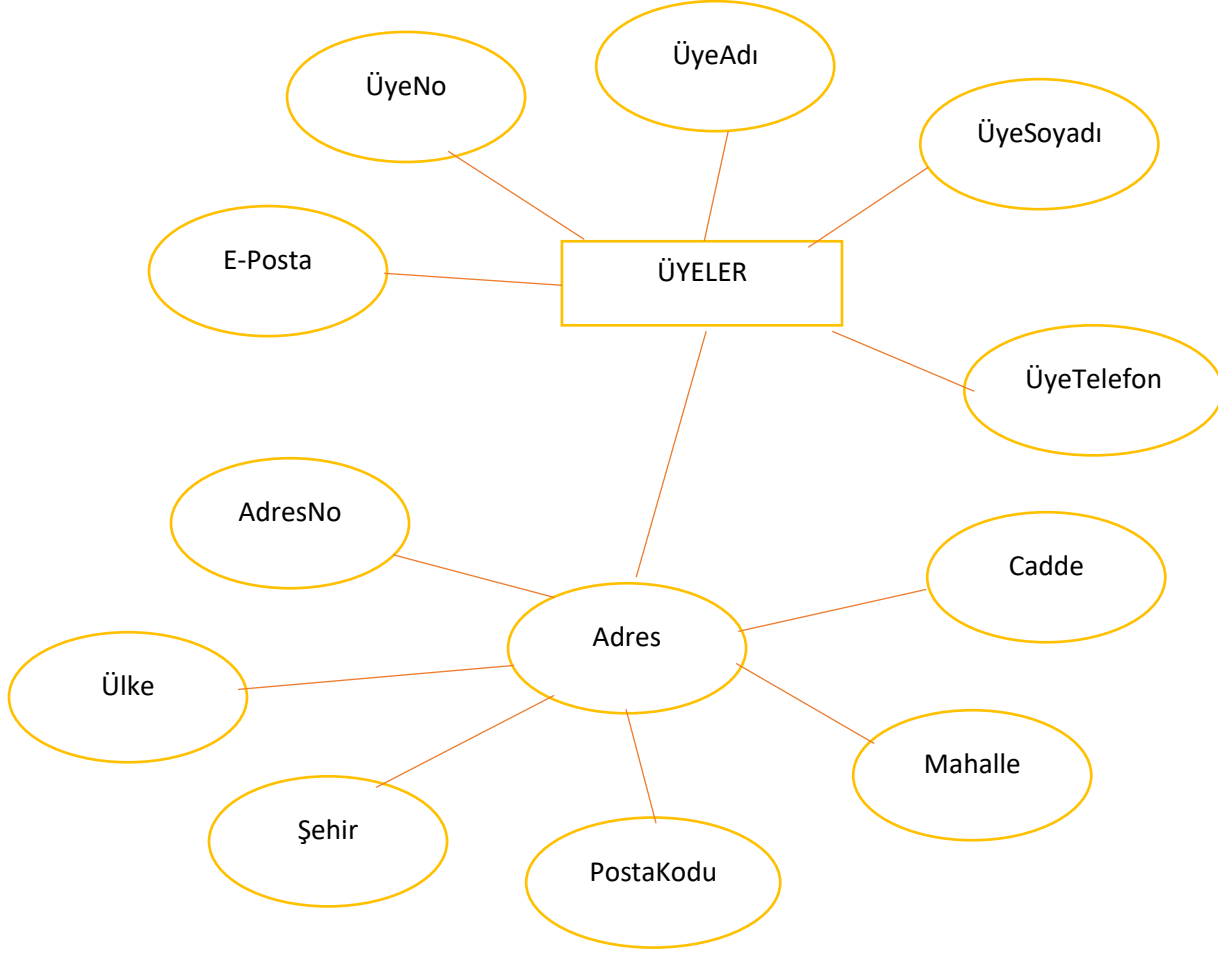 ÜyeAdı
ÜyeNo
ÜyeSoyadı
E-Posta
ÜYELER
ÜyeTelefon
AdresNo
Cadde
Adres
Ülke
Mahalle
Şehir
PostaKodu